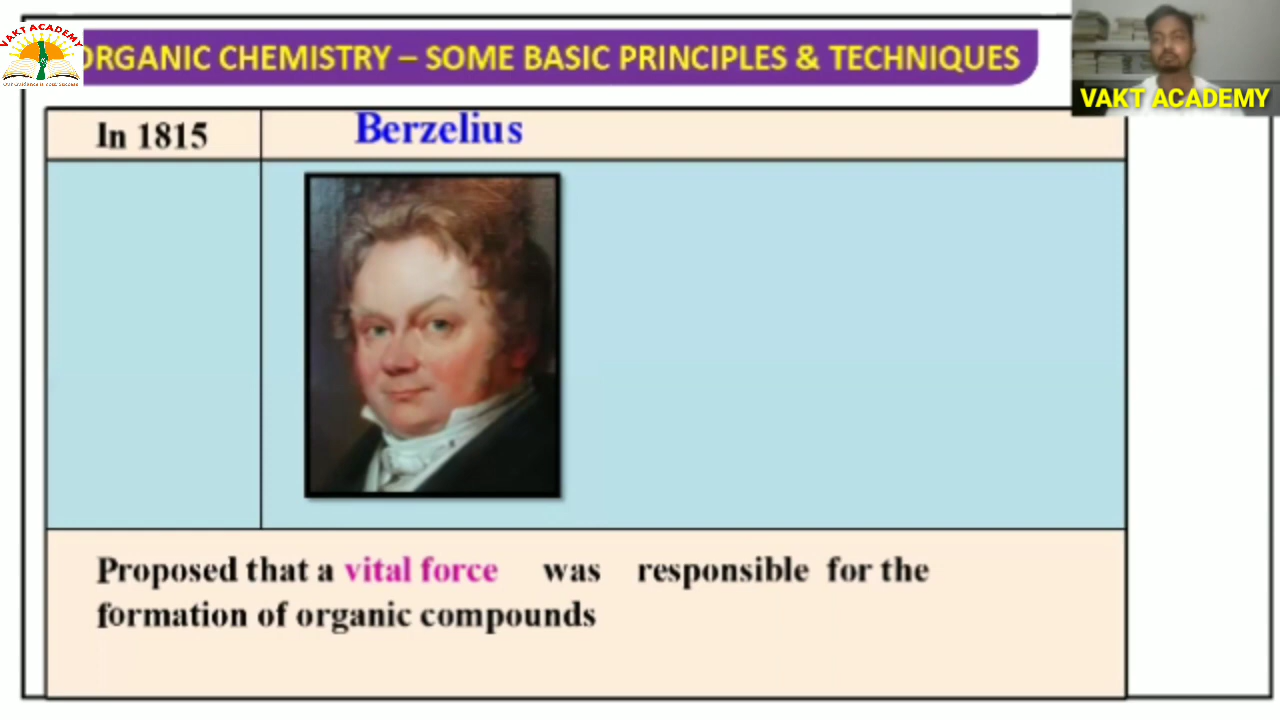 VAKT ACADEMY
ORGANIC CHEMISTRY – SOME BASIC PRINCIPLES & TECHNIQUES
VAKT ACADEMY
In 1815
Berzelius
Proposed that a vital force was responsible for the
formation of organic compounds